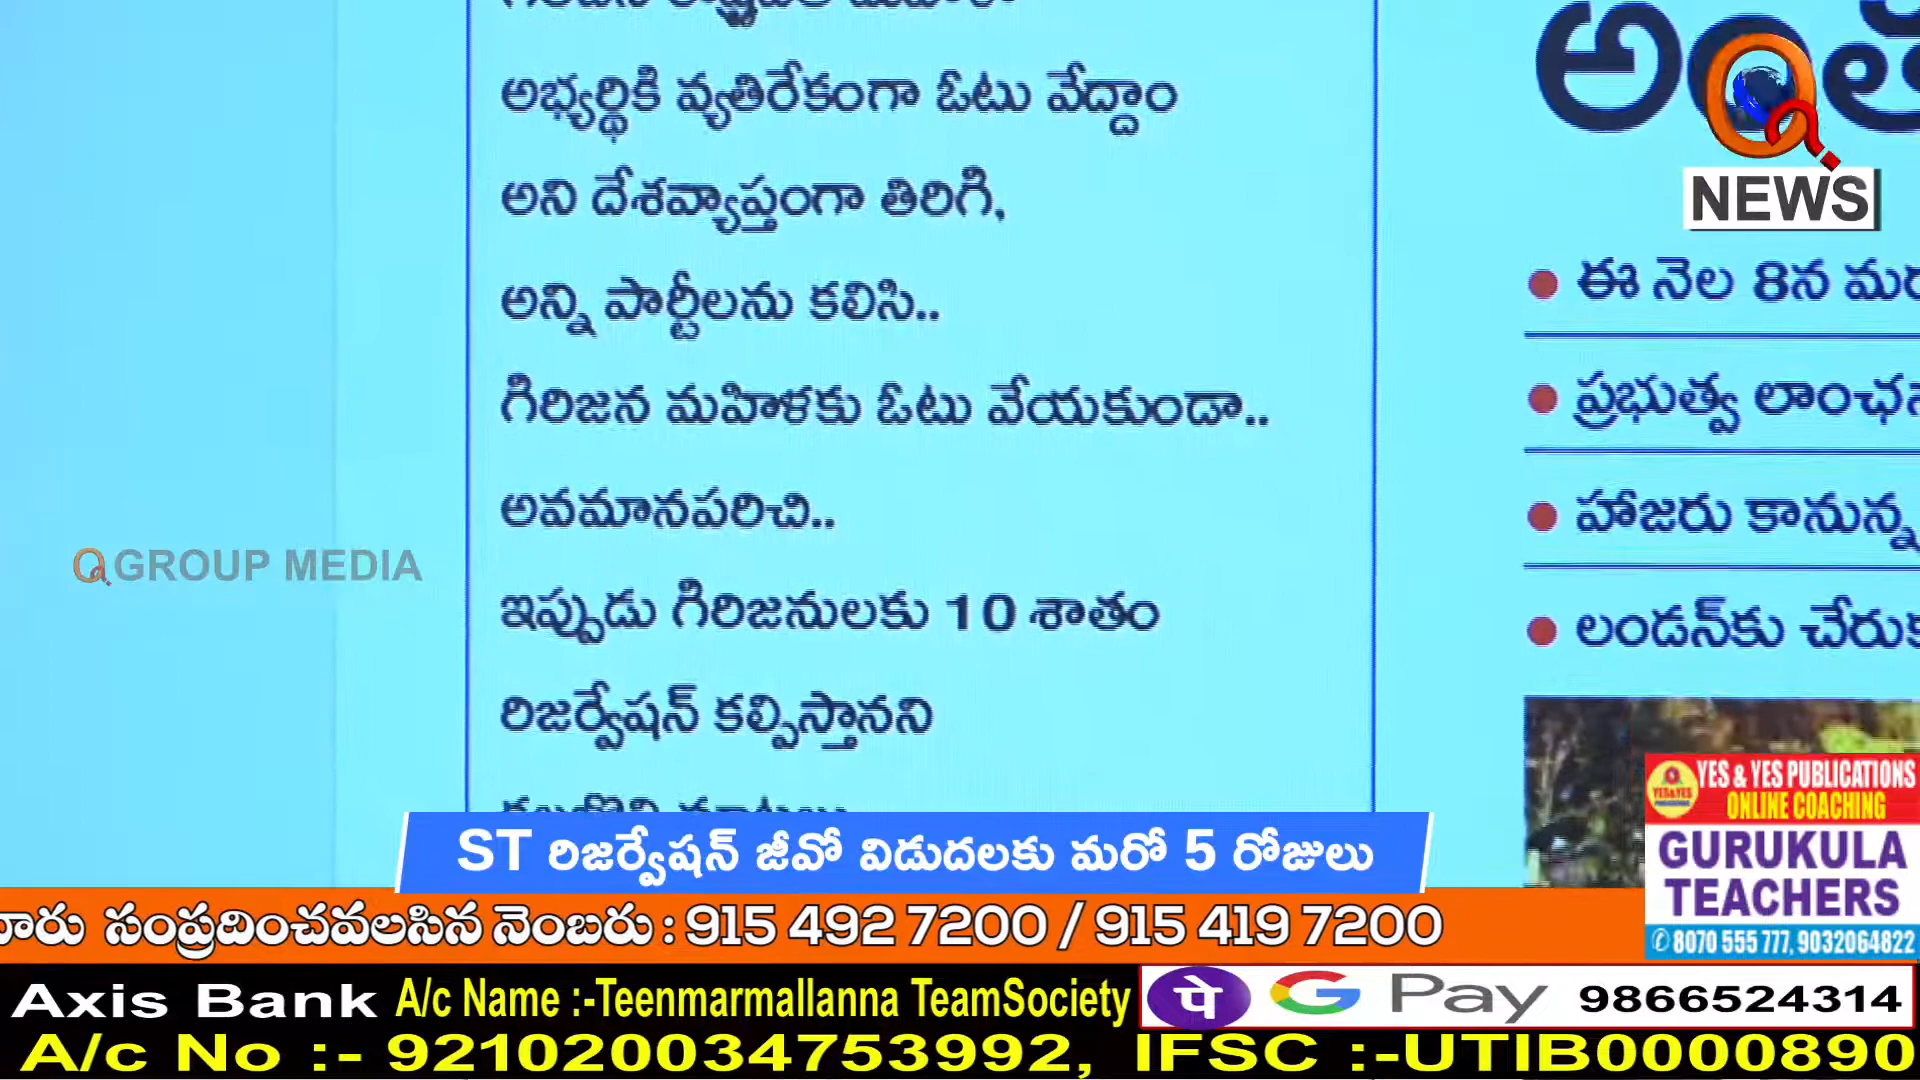 అభ్యర్థికి వ్యతిరేకంగా ఓటు వేద్దాం
అని దేశవ్యాప్తంగా తిరిగి,
అన్ని పార్టీలను కలిసి..
గిరిజన మహిళకు ఓటు వేయకుండా..
అవమానపరిచి..
ఇప్పుడు గిరిజనులకు 10 శాతం
రిజర్వేషన్ కల్పిస్తానని
NEWS
ఈ నెల 8న
ప్రభుత్వ
హాజరు కానున్న
లండన్‌కు
Q GROUP MEDIA
ST రిజర్వేషన్ జీవో విడుదలకు మరో 5 రోజులు
సంప్రదించవలసిన నెంబరు : 915 492 7200 / 915 419 7200
YES & YES PUBLICATIONS
ONLINE COACHING
GURUKULA
TEACHERS
8070 555 777, 9032064822
Axis Bank A/c Name :-Teenmarmallanna TeamSociety
पे G Pay 9866524314
A/c No :- 921020034753992, IFSC :-UTIB0000890